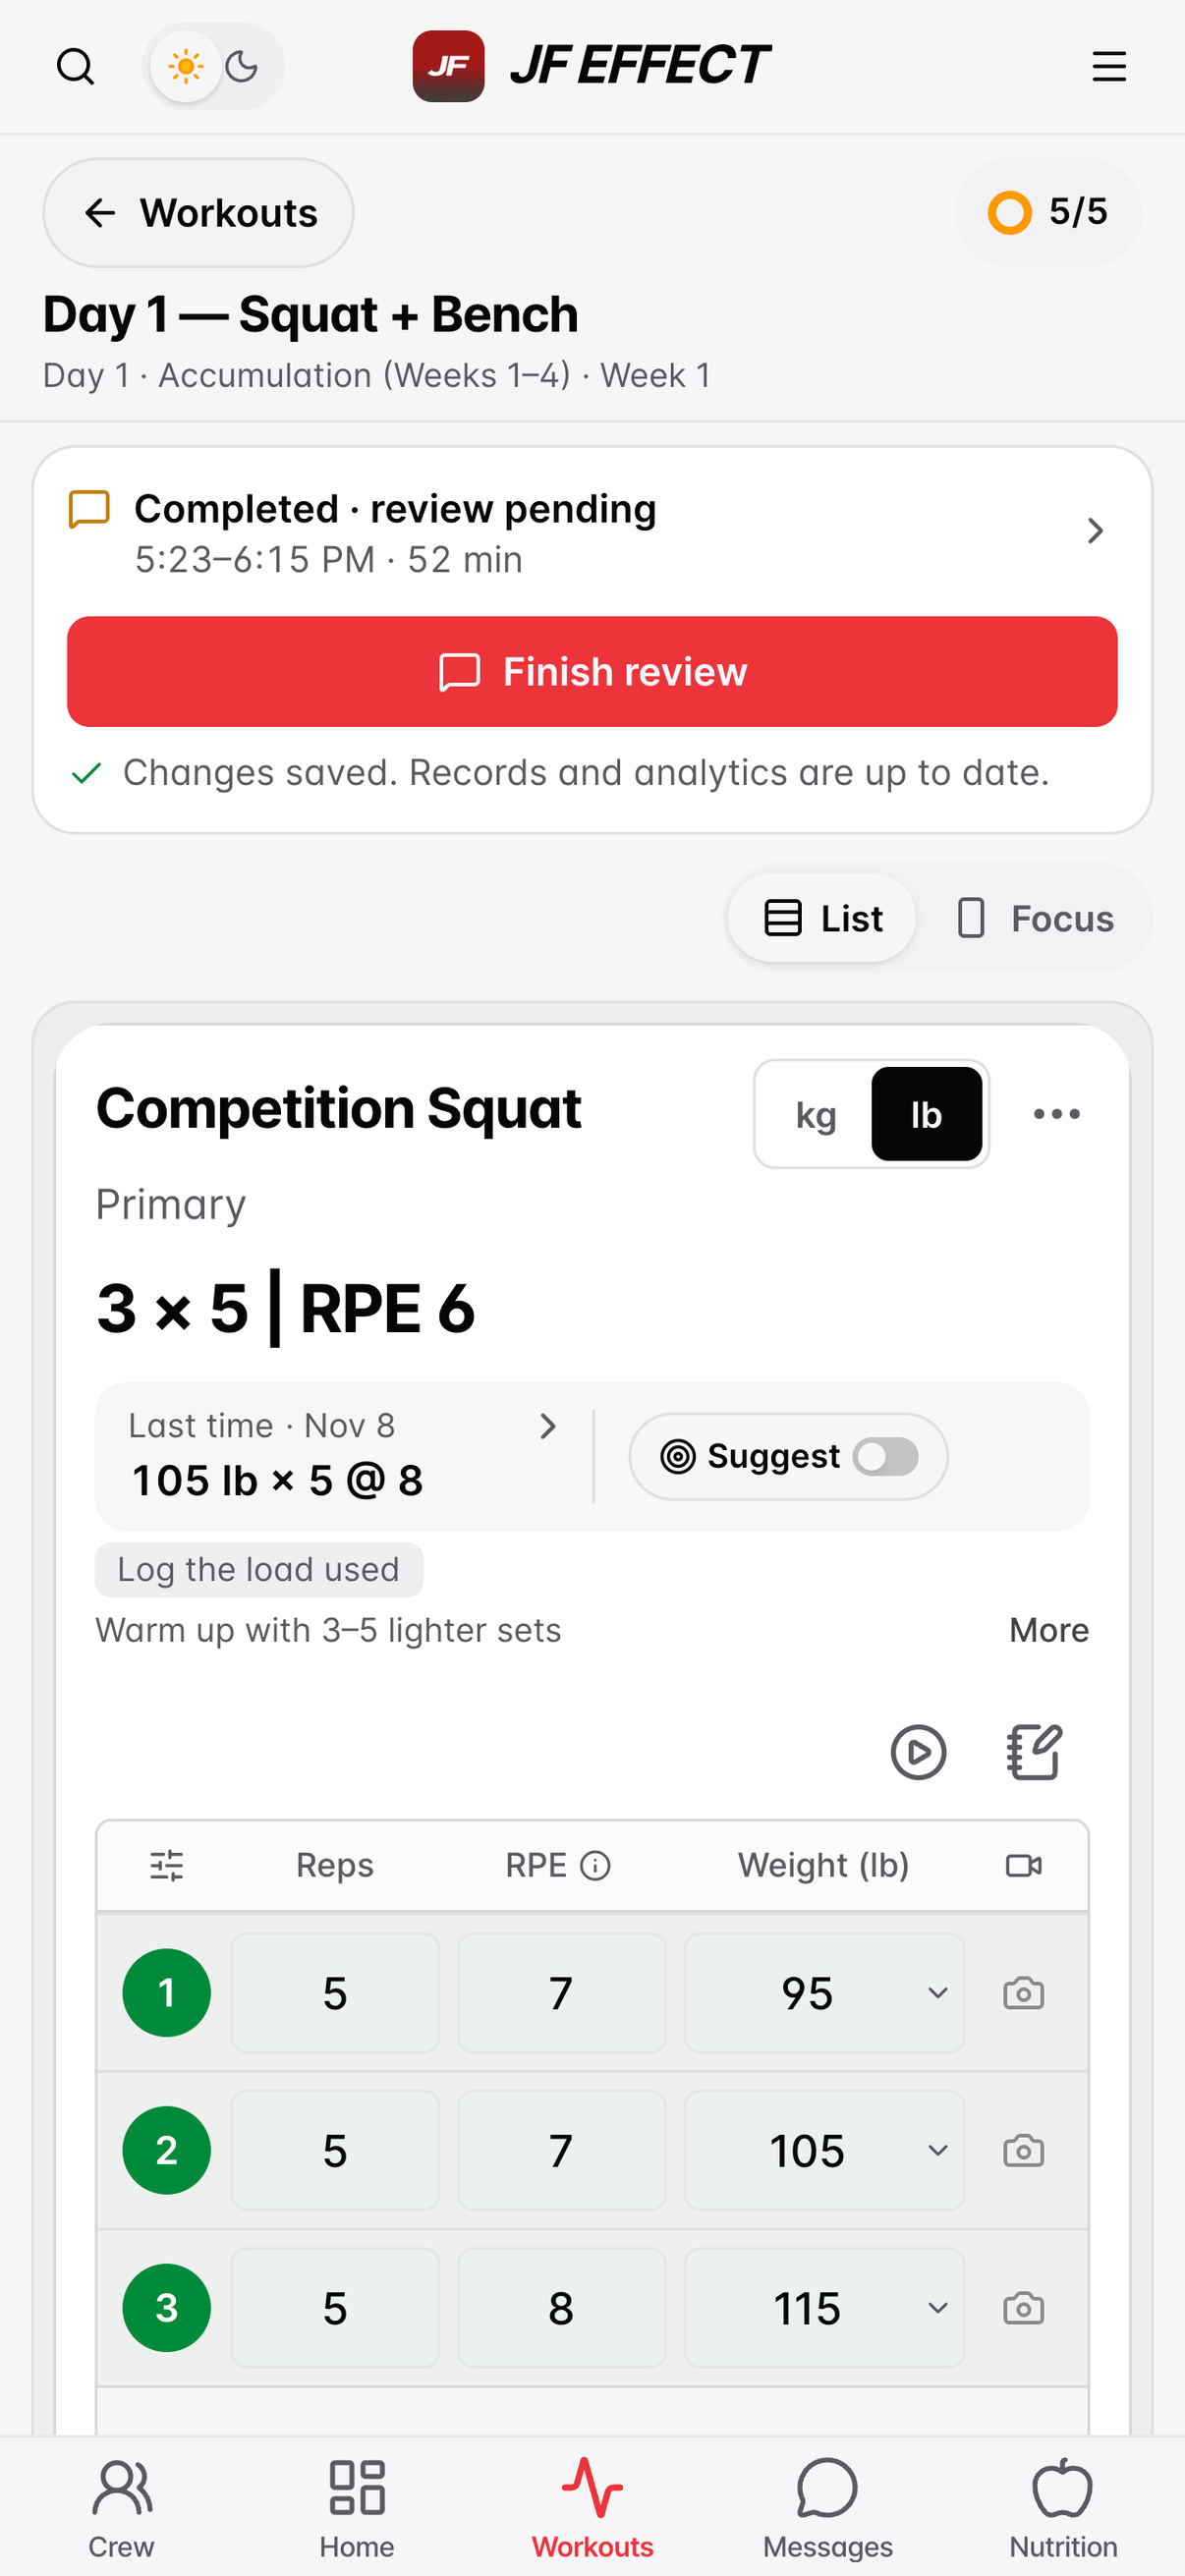 JF JF EFFECT
Workouts
5/5
Day 1 — Squat + Bench
Day 1 · Accumulation (Weeks 1–4) · Week 1
Completed · review pending
5:23–6:15 PM · 52 min
Finish review
Changes saved. Records and analytics are up to date.
List Focus
Competition Squat
kg lb
Primary
3 × 5 | RPE 6
Last time · Nov 8
105 lb × 5 @ 8
Suggest
Log the load used
Warm up with 3–5 lighter sets
More
Reps RPE Weight (lb)
1 5 7 95
2 5 7 105
3 5 8 115
Crew Home Workouts Messages Nutrition